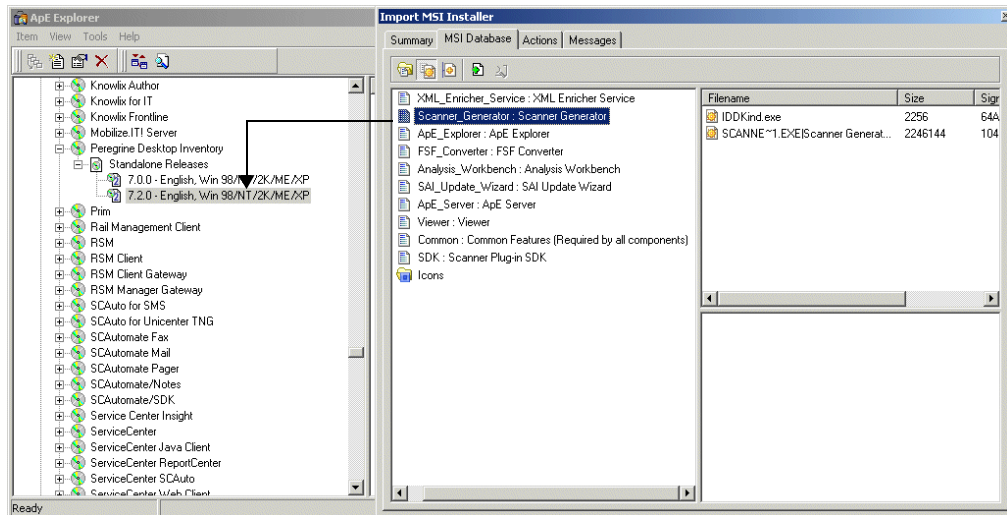 ApE Explorer
Item View Tools Help
Knowlix Author
Knowlix for IT
Knowlix Frontline
Mobilize.IT! Server
Peregrine Desktop Inventory
Standalone Releases
7.0.0 - English, Win 98/NT/2K/ME/XP
7.2.0 - English, Win 98/NT/2K/ME/XP
Prim
Rail Management Client
RSM
RSM Client
RSM Client Gateway
RSM Manager Gateway
SCAuto for SMS
SCAuto for Unicenter TNG
SCAutomate Fax
SCAutomate Mail
SCAutomate Pager
SCAutomate/Notes
SCAutomate/SDK
Service Center Insight
ServiceCenter
ServiceCenter Java Client
ServiceCenter ReportCenter
ServiceCenter SCAuto
ServiceCenter Web Client
Ready
Import MSI Installer
Summary MSI Database Actions Messages
XML_Enricher_Service : XML Enricher Service
Scanner_Generator : Scanner Generator
ApE_Explorer : ApE Explorer
FSF_Converter : FSF Converter
Analysis_Workbench : Analysis Workbench
SAI_Update_Wizard : SAI Update Wizard
ApE_Server : ApE Server
Viewer : Viewer
Common : Common Features (Required by all components)
SDK : Scanner Plug-in SDK
Icons
Filename Size Sigr
IDDKind.exe 2256 64A
SCANNE~1.EXE|Scanner Generat... 2246144 104